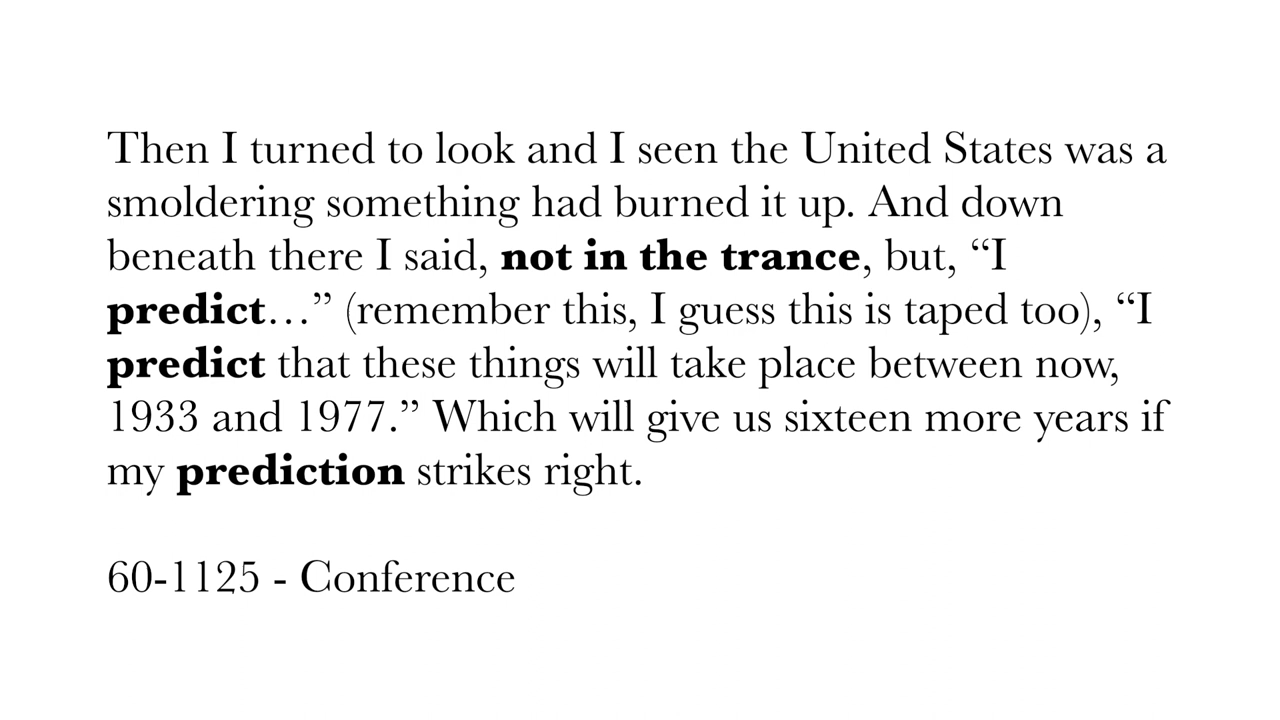 Then I turned to look and I seen the United States was a
smoldering something had burned it up. And down
beneath there I said, not in the trance, but, “I
predict…” (remember this, I guess this is taped too), “I
predict that these things will take place between now,
1933 and 1977.” Which will give us sixteen more years if
my prediction strikes right.
60-1125 - Conference